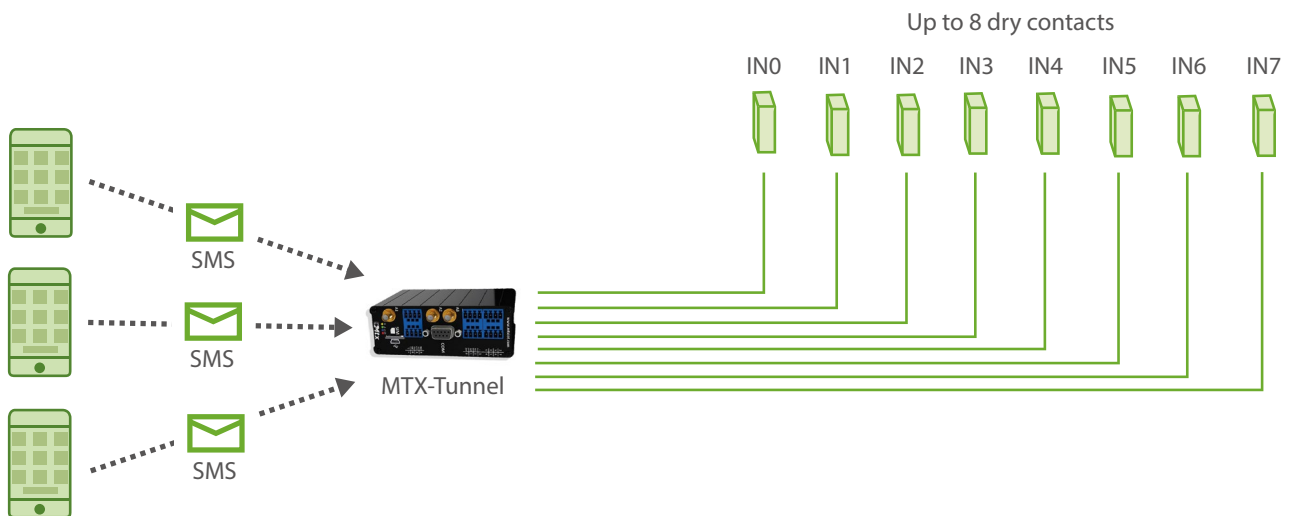 Up to 8 dry contacts
IN0 IN1 IN2 IN3 IN4 IN5 IN6 IN7
SMS
SMS
MTX-Tunnel
SMS